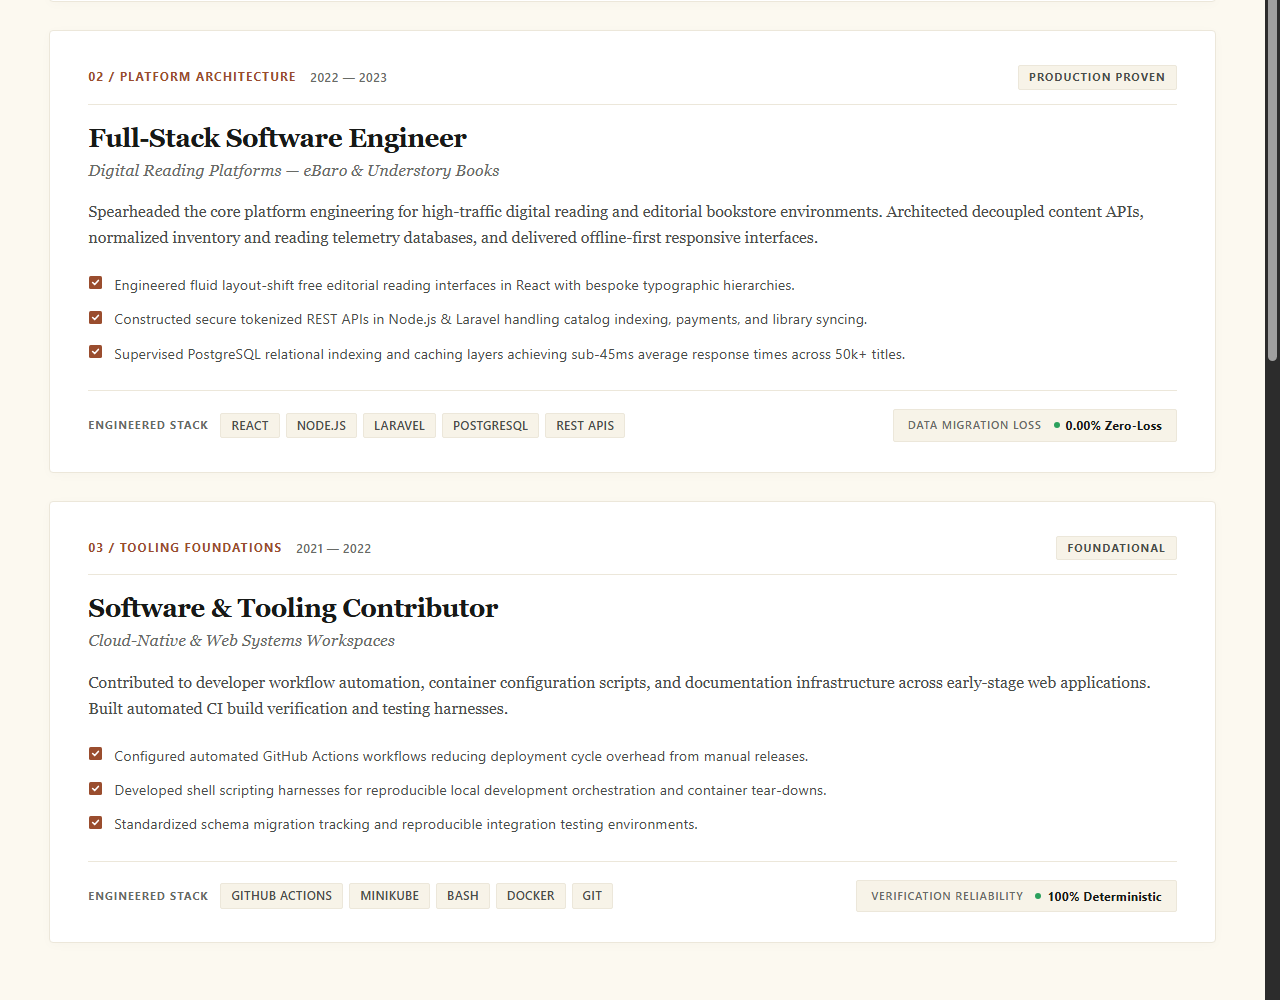 02 / PLATFORM ARCHITECTURE 2022 — 2023 PRODUCTION PROVEN
Full-Stack Software Engineer
Digital Reading Platforms — eBaro & Understory Books
Spearheaded the core platform engineering for high-traffic digital reading and editorial bookstore environments. Architected decoupled content APIs,
normalized inventory and reading telemetry databases, and delivered offline-first responsive interfaces.
Engineered fluid layout-shift free editorial reading interfaces in React with bespoke typographic hierarchies.
Constructed secure tokenized REST APIs in Node.js & Laravel handling catalog indexing, payments, and library syncing.
Supervised PostgreSQL relational indexing and caching layers achieving sub-45ms average response times across 50k+ titles.
ENGINEERED STACK REACT NODE.JS LARAVEL POSTGRESQL REST APIS DATA MIGRATION LOSS 0.00% Zero-Loss
03 / TOOLING FOUNDATIONS 2021 — 2022 FOUNDATIONAL
Software & Tooling Contributor
Cloud-Native & Web Systems Workspaces
Contributed to developer workflow automation, container configuration scripts, and documentation infrastructure across early-stage web applications.
Built automated CI build verification and testing harnesses.
Configured automated GitHub Actions workflows reducing deployment cycle overhead from manual releases.
Developed shell scripting harnesses for reproducible local development orchestration and container tear-downs.
Standardized schema migration tracking and reproducible integration testing environments.
ENGINEERED STACK GITHUB ACTIONS MINIKUBE BASH DOCKER GIT VERIFICATION RELIABILITY 100% Deterministic